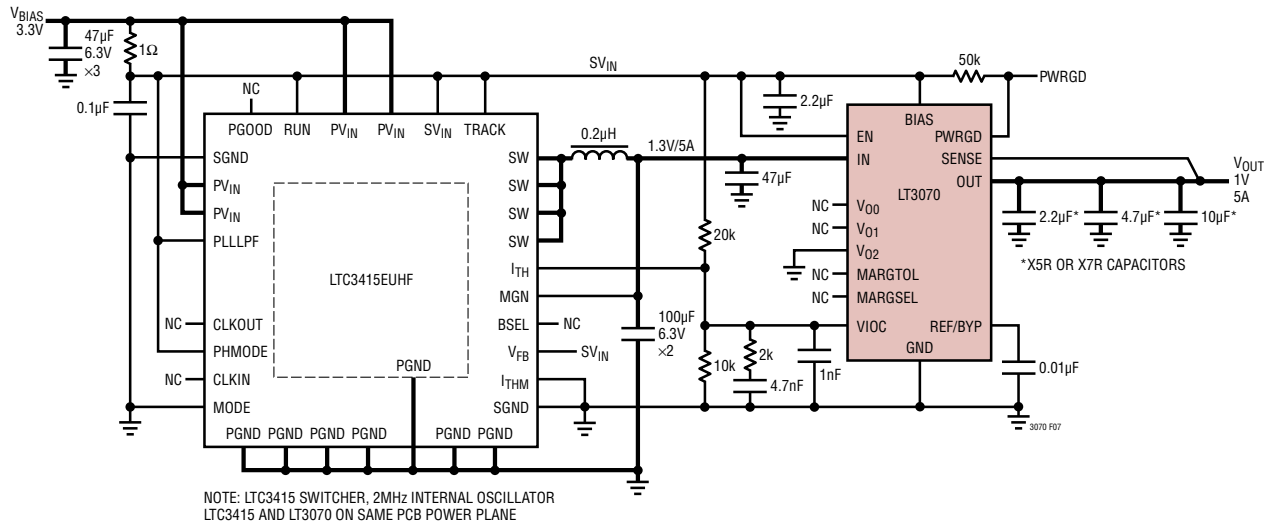 VBIAS
3.3V
47µF
6.3V
×3
1Ω
0.1µF
NC
SVIN
50k
PWRGD
2.2µF
PGOOD RUN PVIN PVIN SVIN TRACK
SGND
PVIN
PVIN
PLLLPF
NC
CLKOUT
PHMODE
NC
CLKIN
MODE
LTC3415EUHF
PGND
SW
SW
SW
SW
ITH
MGN
BSEL
NC
VFB
SVIN
ITHM
SGND
PGND PGND PGND PGND PGND PGND
0.2µH
1.3V/5A
47µF
20k
100µF
6.3V
×2
10k
2k
4.7nF
1nF
BIAS
EN
PWRGD
IN
SENSE
OUT
LT3070
NC
VO0
NC
VO1
VO2
NC
MARGTOL
NC
MARGSEL
VIOC
REF/BYP
GND
0.01µF
VOUT
1V
5A
2.2µF*
4.7µF*
10µF*
*X5R OR X7R CAPACITORS
3070 F07
NOTE: LTC3415 SWITCHER, 2MHz INTERNAL OSCILLATOR
LTC3415 AND LT3070 ON SAME PCB POWER PLANE